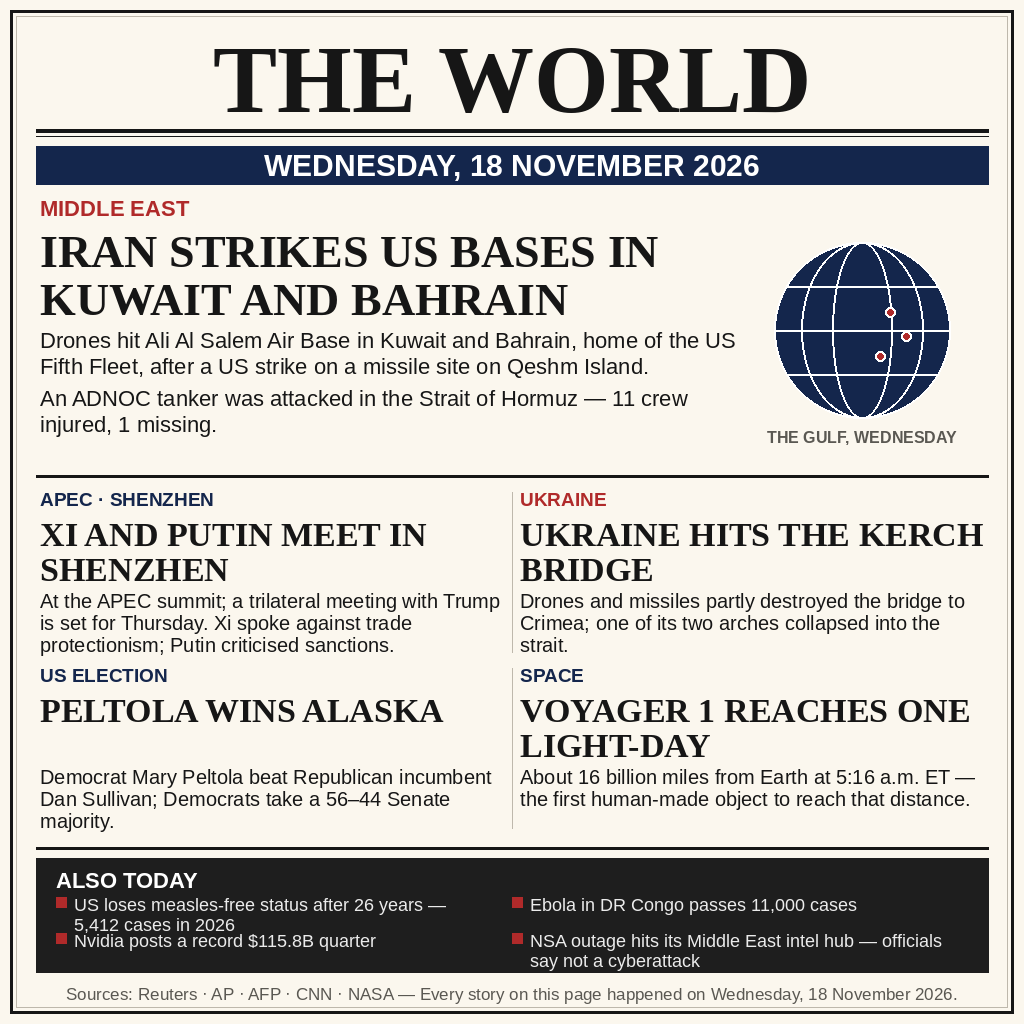 THE WORLD
WEDNESDAY, 18 NOVEMBER 2026
MIDDLE EAST
IRAN STRIKES US BASES IN
KUWAIT AND BAHRAIN
Drones hit Ali Al Salem Air Base in Kuwait and Bahrain, home of the US
Fifth Fleet, after a US strike on a missile site on Qeshm Island.
An ADNOC tanker was attacked in the Strait of Hormuz — 11 crew
injured, 1 missing.
THE GULF, WEDNESDAY
APEC · SHENZHEN
XI AND PUTIN MEET IN
SHENZHEN
At the APEC summit; a trilateral meeting with Trump
is set for Thursday. Xi spoke against trade
protectionism; Putin criticised sanctions.
UKRAINE
UKRAINE HITS THE KERCH
BRIDGE
Drones and missiles partly destroyed the bridge to
Crimea; one of its two arches collapsed into the
strait.
US ELECTION
PELTOLA WINS ALASKA
Democrat Mary Peltola beat Republican incumbent
Dan Sullivan; Democrats take a 56–44 Senate
majority.
SPACE
VOYAGER 1 REACHES ONE
LIGHT-DAY
About 16 billion miles from Earth at 5:16 a.m. ET —
the first human-made object to reach that distance.
ALSO TODAY
US loses measles-free status after 26 years —
5,412 cases in 2026
Nvidia posts a record $115.8B quarter
Ebola in DR Congo passes 11,000 cases
NSA outage hits its Middle East intel hub — officials
say not a cyberattack
Sources: Reuters · AP · AFP · CNN · NASA — Every story on this page happened on Wednesday, 18 November 2026.